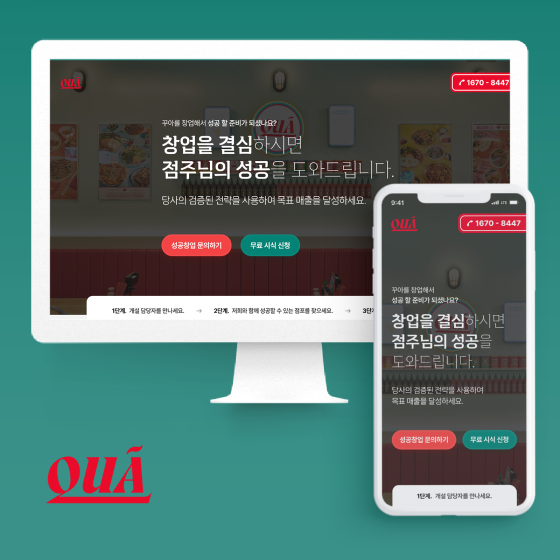 QUÃ
1670 - 8447
QUÃ
꾸아를 창업해서 성공 할 준비가 되셨나요?
창업을 결심하시면
점주님의 성공을 도와드립니다.
당사의 검증된 전략을 사용하여 목표 매출을 달성하세요.
성공창업 문의하기
무료 시식 신청
1단계. 개설 담당자를 만나세요.
→
2단계. 저희와 함께 성공할 수 있는 점포를 찾으세요.
→
3단계
9:41
LTE
QUÃ
1670 - 8447
꾸아를 창업해서
성공 할 준비가 되셨나요?
창업을 결심하시면
점주님의 성공을
도와드립니다.
당사의 검증된 전략을 사용하여
목표 매출을 달성하세요.
성공창업 문의하기
무료 시식 신청
1단계. 개설 담당자를 만나세요.
QUÃ